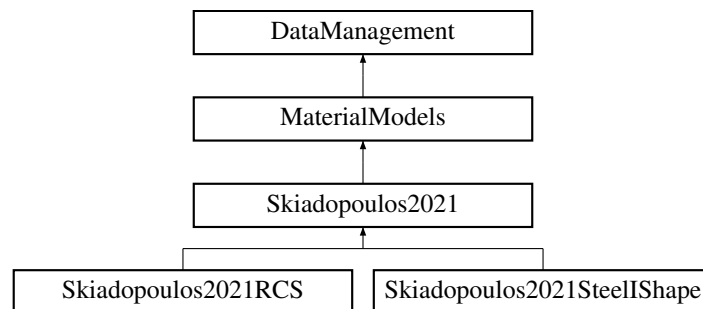 DataManagement
MaterialModels
Skiadopoulos2021
Skiadopoulos2021RCS
Skiadopoulos2021SteelIShape